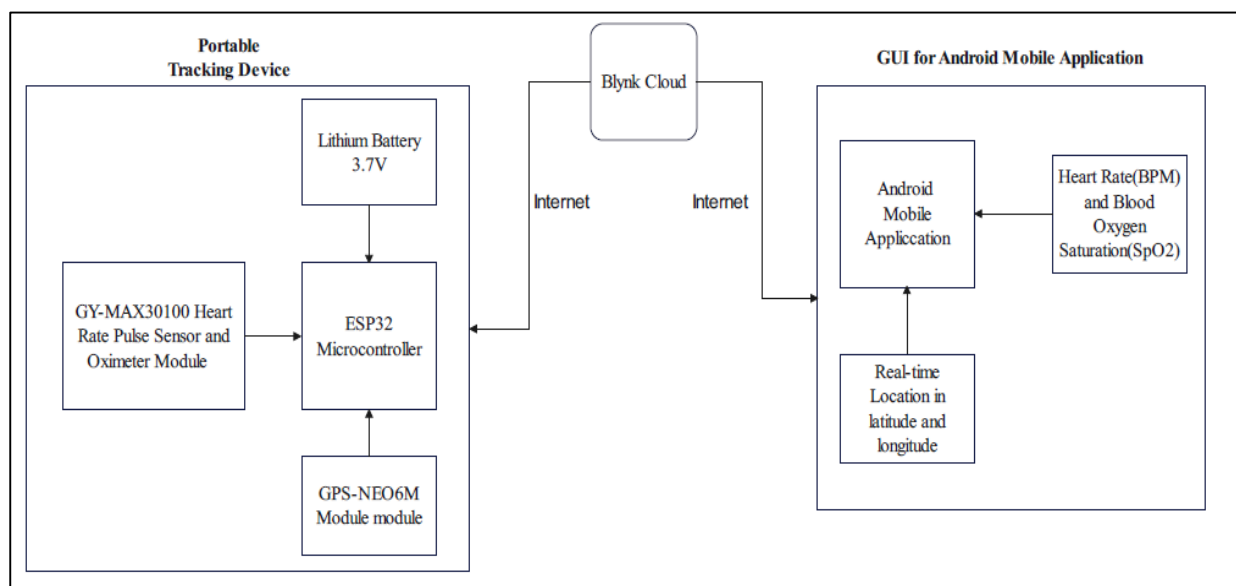 Portable
Tracking Device
Lithium Battery
3.7V
GY-MAX30100 Heart
Rate Pulse Sensor and
Oximeter Module
ESP32
Microcontroller
GPS-NEO6M
Module module
Internet
Blynk Cloud
Internet
GUI for Android Mobile Application
Android
Mobile
Appliccation
Heart Rate(BPM)
and Blood
Oxygen
Saturation(SpO2)
Real-time
Location in
latitude and
longitude